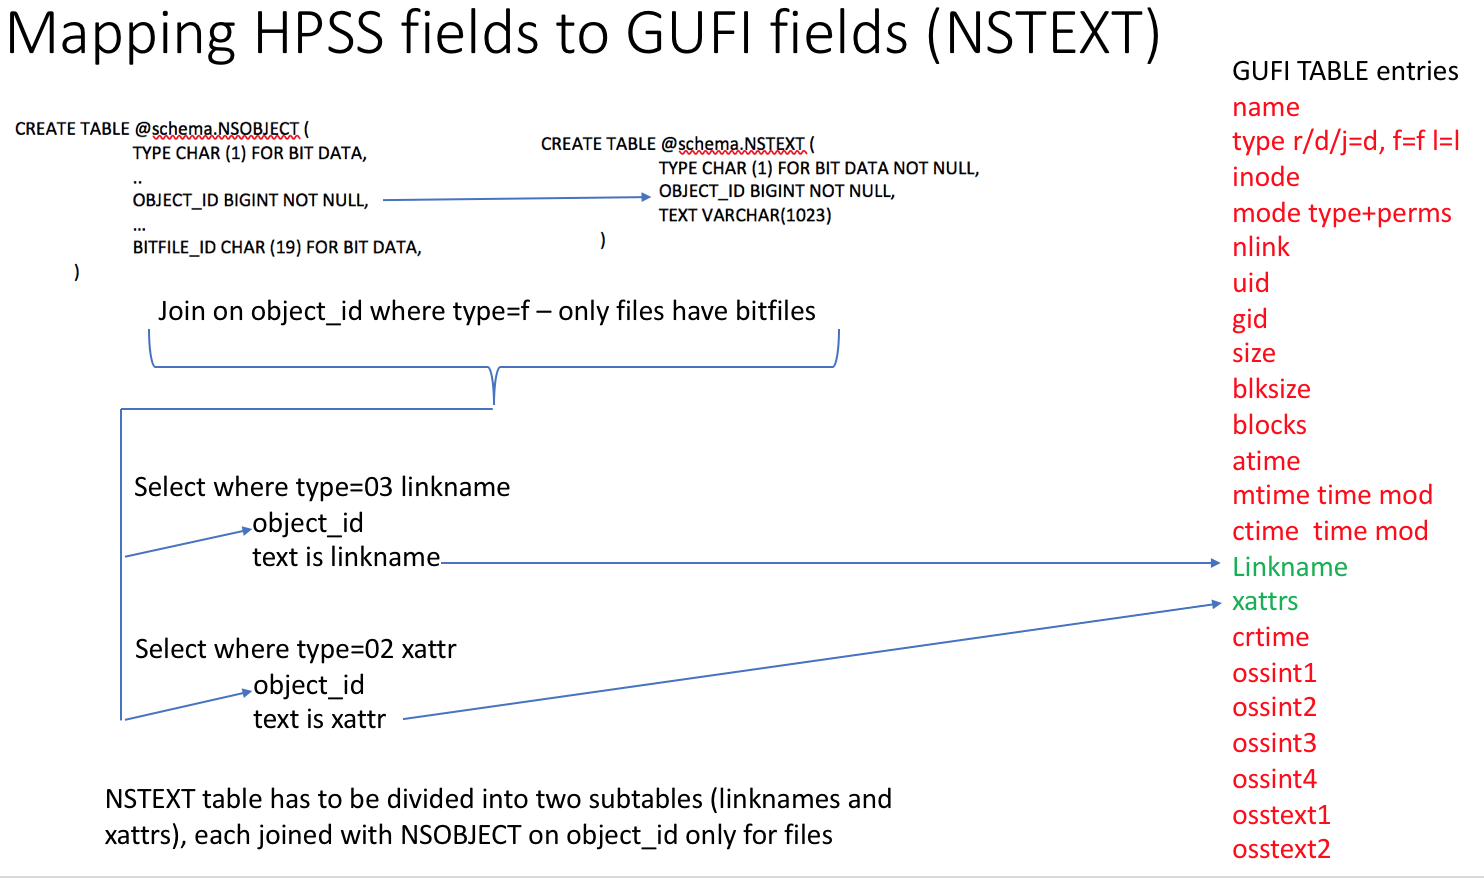 Mapping HPSS fields to GUFI fields (NSTEXT)
CREATE TABLE @schema.NSOBJECT (
TYPE CHAR (1) FOR BIT DATA,
..
OBJECT_ID BIGINT NOT NULL,
...
BITFILE_ID CHAR (19) FOR BIT DATA,
)
CREATE TABLE @schema.NSTEXT (
TYPE CHAR (1) FOR BIT DATA NOT NULL,
OBJECT_ID BIGINT NOT NULL,
TEXT VARCHAR(1023)
)
Join on object_id where type=f – only files have bitfiles
Select where type=03 linkname
object_id
text is linkname
Select where type=02 xattr
object_id
text is xattr
NSTEXT table has to be divided into two subtables (linknames and
xattrs), each joined with NSOBJECT on object_id only for files
GUFI TABLE entries
name
type r/d/j=d, f=f l=l
inode
mode type+perms
nlink
uid
gid
size
blksize
blocks
atime
mtime time mod
ctime  time mod
Linkname
xattrs
crtime
ossint1
ossint2
ossint3
ossint4
osstext1
osstext2